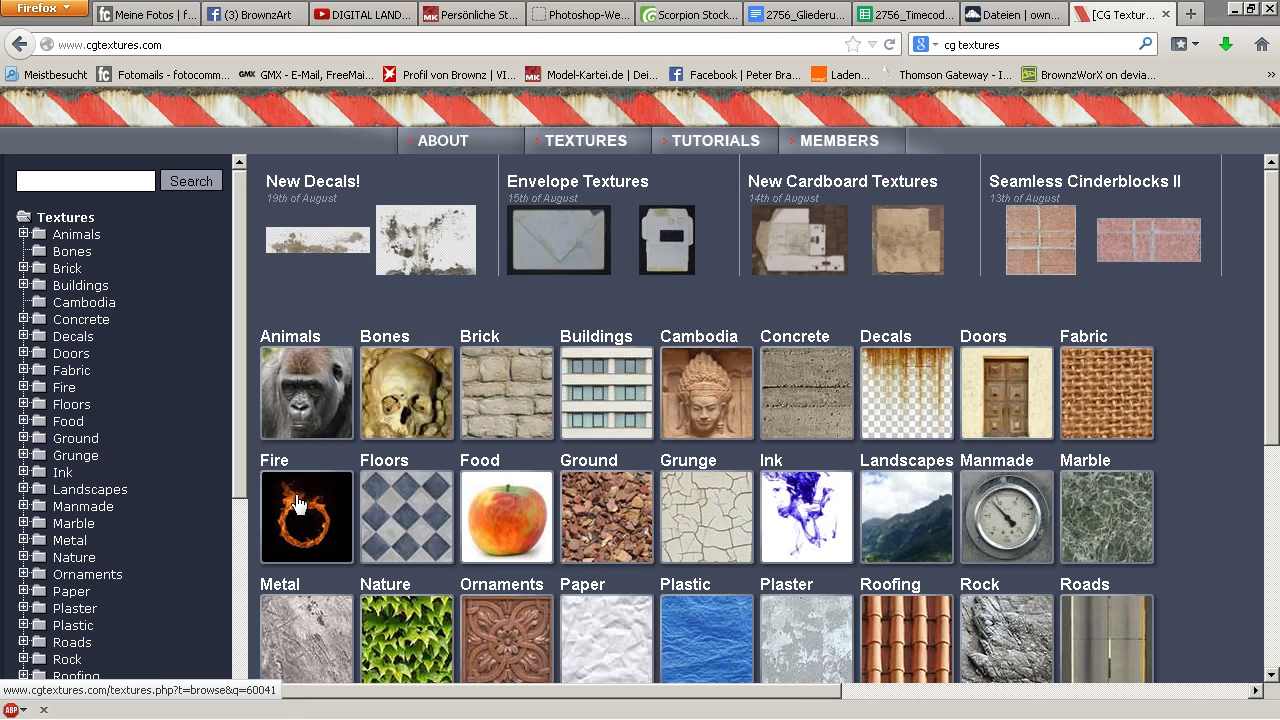 Firefox
Meine Fotos | f...
(3) Brownz Art
DIGITAL LAND...
Persönliche St...
Photoshop-We...
Scorpion Stock...
2756_Gliederu...
2756_Timecod...
Dateien | own...
[CG Textur...
www.cgtextures.com
cg textures
Meistbesucht
Fotomails - fotocomm...
GMX - E-Mail, FreeMai...
Profil von Brownz | VI...
Model-Kartei.de | Dei...
Facebook | Peter Bra...
Laden...
Thomson Gateway - I...
BrownzWorX on devia...
ABOUT
TEXTURES
TUTORIALS
MEMBERS
Search
Textures
Animals
Bones
Brick
Buildings
Cambodia
Concrete
Decals
Doors
Fabric
Fire
Floors
Food
Ground
Grunge
Ink
Landscapes
Manmade
Marble
Metal
Nature
Ornaments
Paper
Plaster
Plastic
Roads
Rock
Roofing
New Decals!
19th of August
Envelope Textures
15th of August
New Cardboard Textures
14th of August
Seamless Cinderblocks II
13th of August
Animals
Bones
Brick
Buildings
Cambodia
Concrete
Decals
Doors
Fabric
Fire
Floors
Food
Ground
Grunge
Ink
Landscapes
Manmade
Marble
Metal
Nature
Ornaments
Paper
Plastic
Plaster
Roofing
Rock
Roads
www.cgtextures.com/textures.php?t=browse&q=60041
ABP